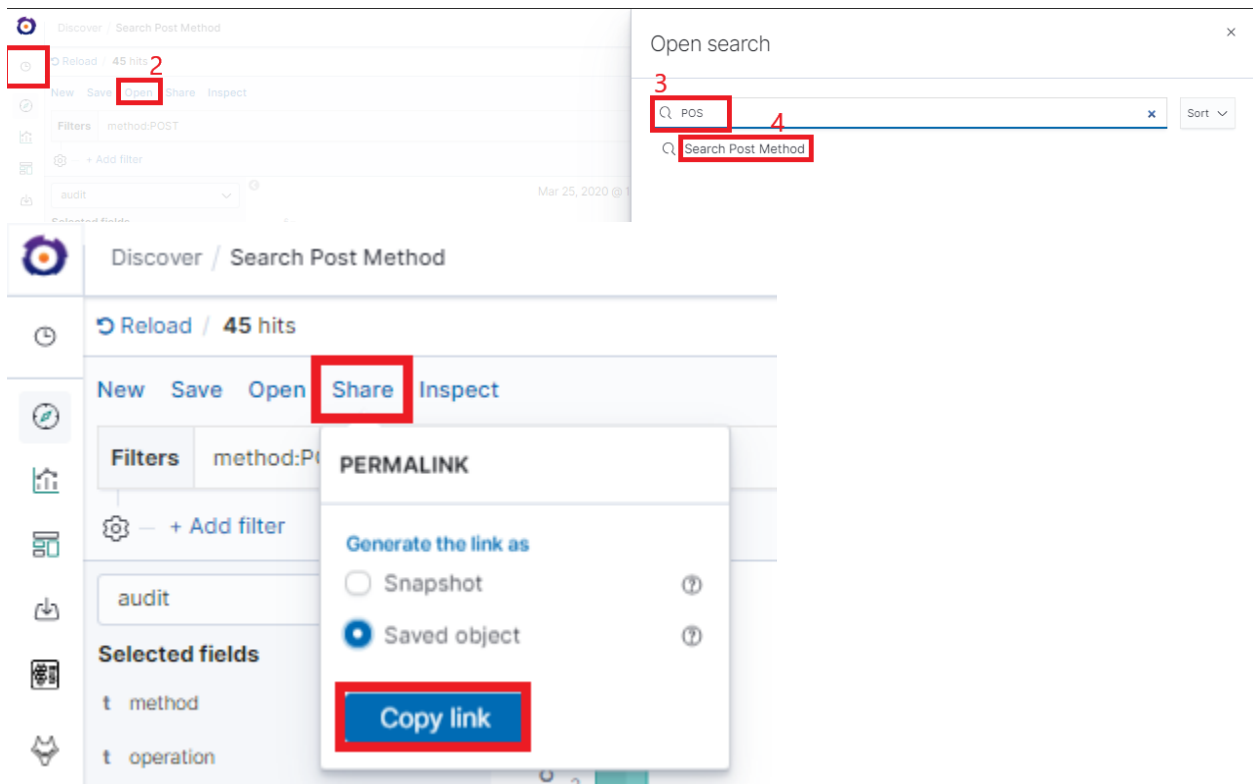 Discover / Search Post Method
Reload / 45 hits
2
New Save Open Share Inspect
Filters method:POST
+ Add filter
audit
Mar 25, 2020 @ 1
Selected fields
Open search
3
POS
Sort
4
Search Post Method
Discover / Search Post Method
Reload / 45 hits
New Save Open Share Inspect
Filters method:P
PERMALINK
+ Add filter
Generate the link as
Snapshot
audit
Saved object
Selected fields
t method
Copy link
t operation